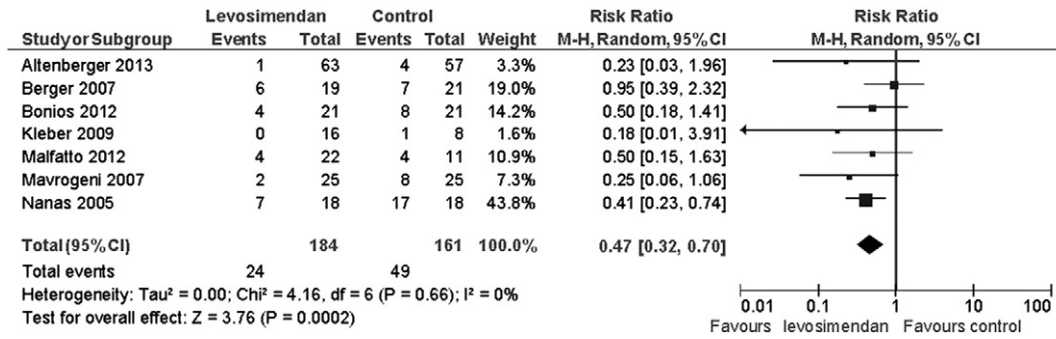 Levosimendan Control Risk Ratio Risk Ratio
Study or Subgroup Events Total Events Total Weight M-H, Random, 95% CI M-H, Random, 95% CI
Altenberger 2013 1 63 4 57 3.3% 0.23 [0.03, 1.96]
Berger 2007 6 19 7 21 19.0% 0.95 [0.39, 2.32]
Bonios 2012 4 21 8 21 14.2% 0.50 [0.18, 1.41]
Kleber 2009 0 16 1 8 1.6% 0.18 [0.01, 3.91]
Malfatto 2012 4 22 4 11 10.9% 0.50 [0.15, 1.63]
Mavrogeni 2007 2 25 8 25 7.3% 0.25 [0.06, 1.06]
Nanas 2005 7 18 17 18 43.8% 0.41 [0.23, 0.74]
Total (95% CI) 184 161 100.0% 0.47 [0.32, 0.70]
Total events 24 49
Heterogeneity: Tau² = 0.00; Chi² = 4.16, df = 6 (P = 0.66); I² = 0%
Test for overall effect: Z = 3.76 (P = 0.0002)
0.01 0.1 1 10 100
Favours levosimendan Favours control